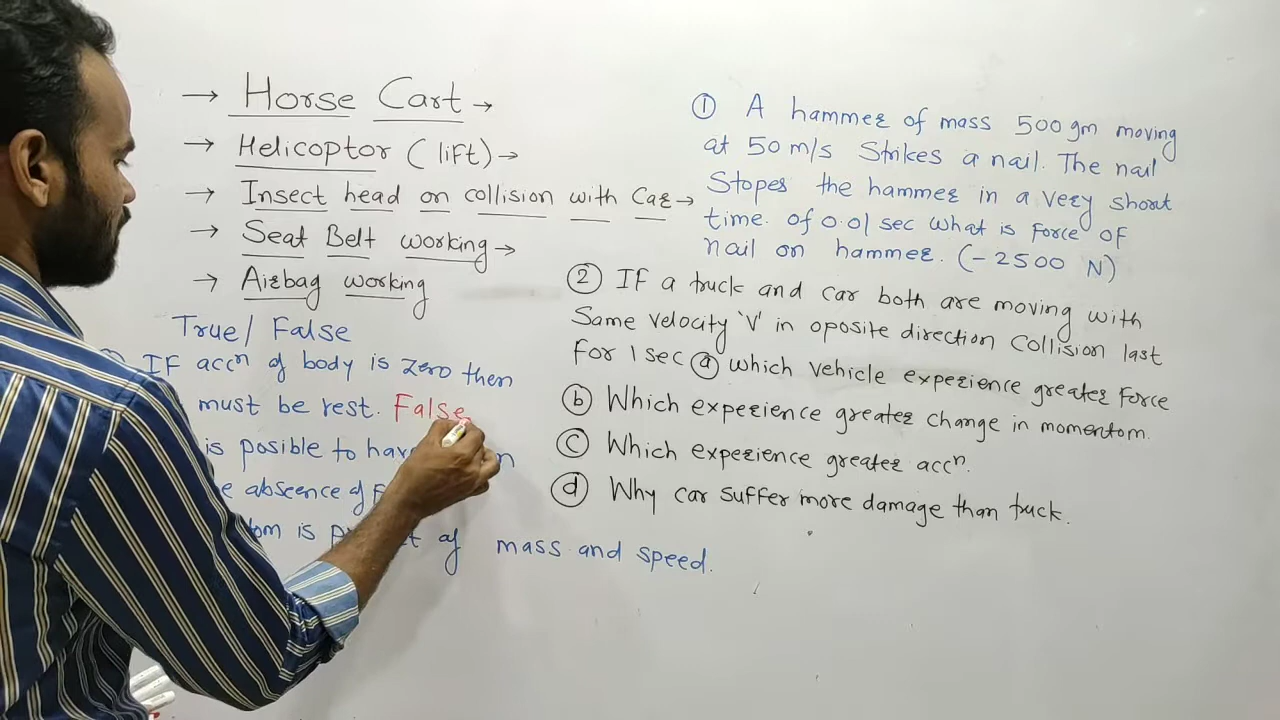 → Horse Cart →
→ Helicoptor (lift) →
→ Insect head on collision with Car →
→ Seat Belt working →
→ Airbag working
True/False
IF accⁿ of body is zero then
must be rest. False
is posible to have
abscence of
is mass and speed.
① A hammer of mass 500 gm moving
at 50 m/s Strikes a nail. The nail
Stopes the hammer in a very short
time. of 0.01 sec what is force of
nail on hammer. (-2500 N)
② If a truck and car both are moving with
Same velocity 'V' in oposite direction Collision last
for 1 sec ⓐ which vehicle experience greater force
ⓑ Which experience greater change in momentom.
ⓒ Which experience greater accⁿ.
ⓓ Why car suffer more damage than truck.